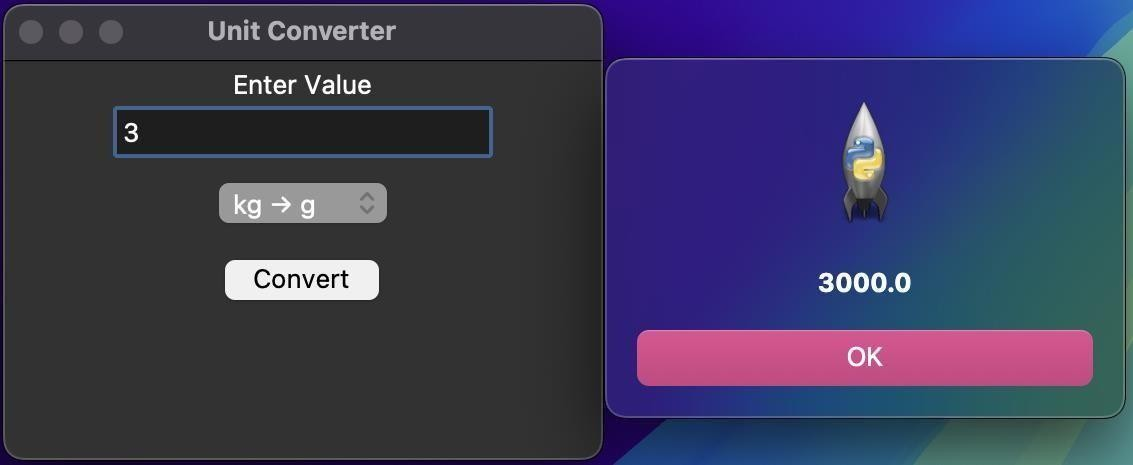 Unit Converter
Enter Value
3
kg → g
Convert
3000.0
OK